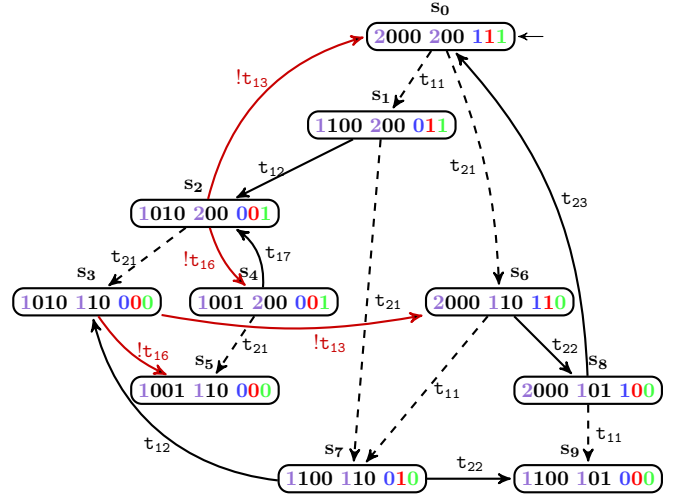 s0
2000 200 111
t11
s1
!t13
1100 200 011
t12
t21
s2
1010 200 001
t23
t21
!t16
t17
s3
s4
s6
1010 110 000
1001 200 001
2000 110 110
t21
!t16
s5
t21
!t13
t22
s8
1001 110 000
t11
2000 101 100
t12
s7
t22
t11
s9
1100 110 010
1100 101 000